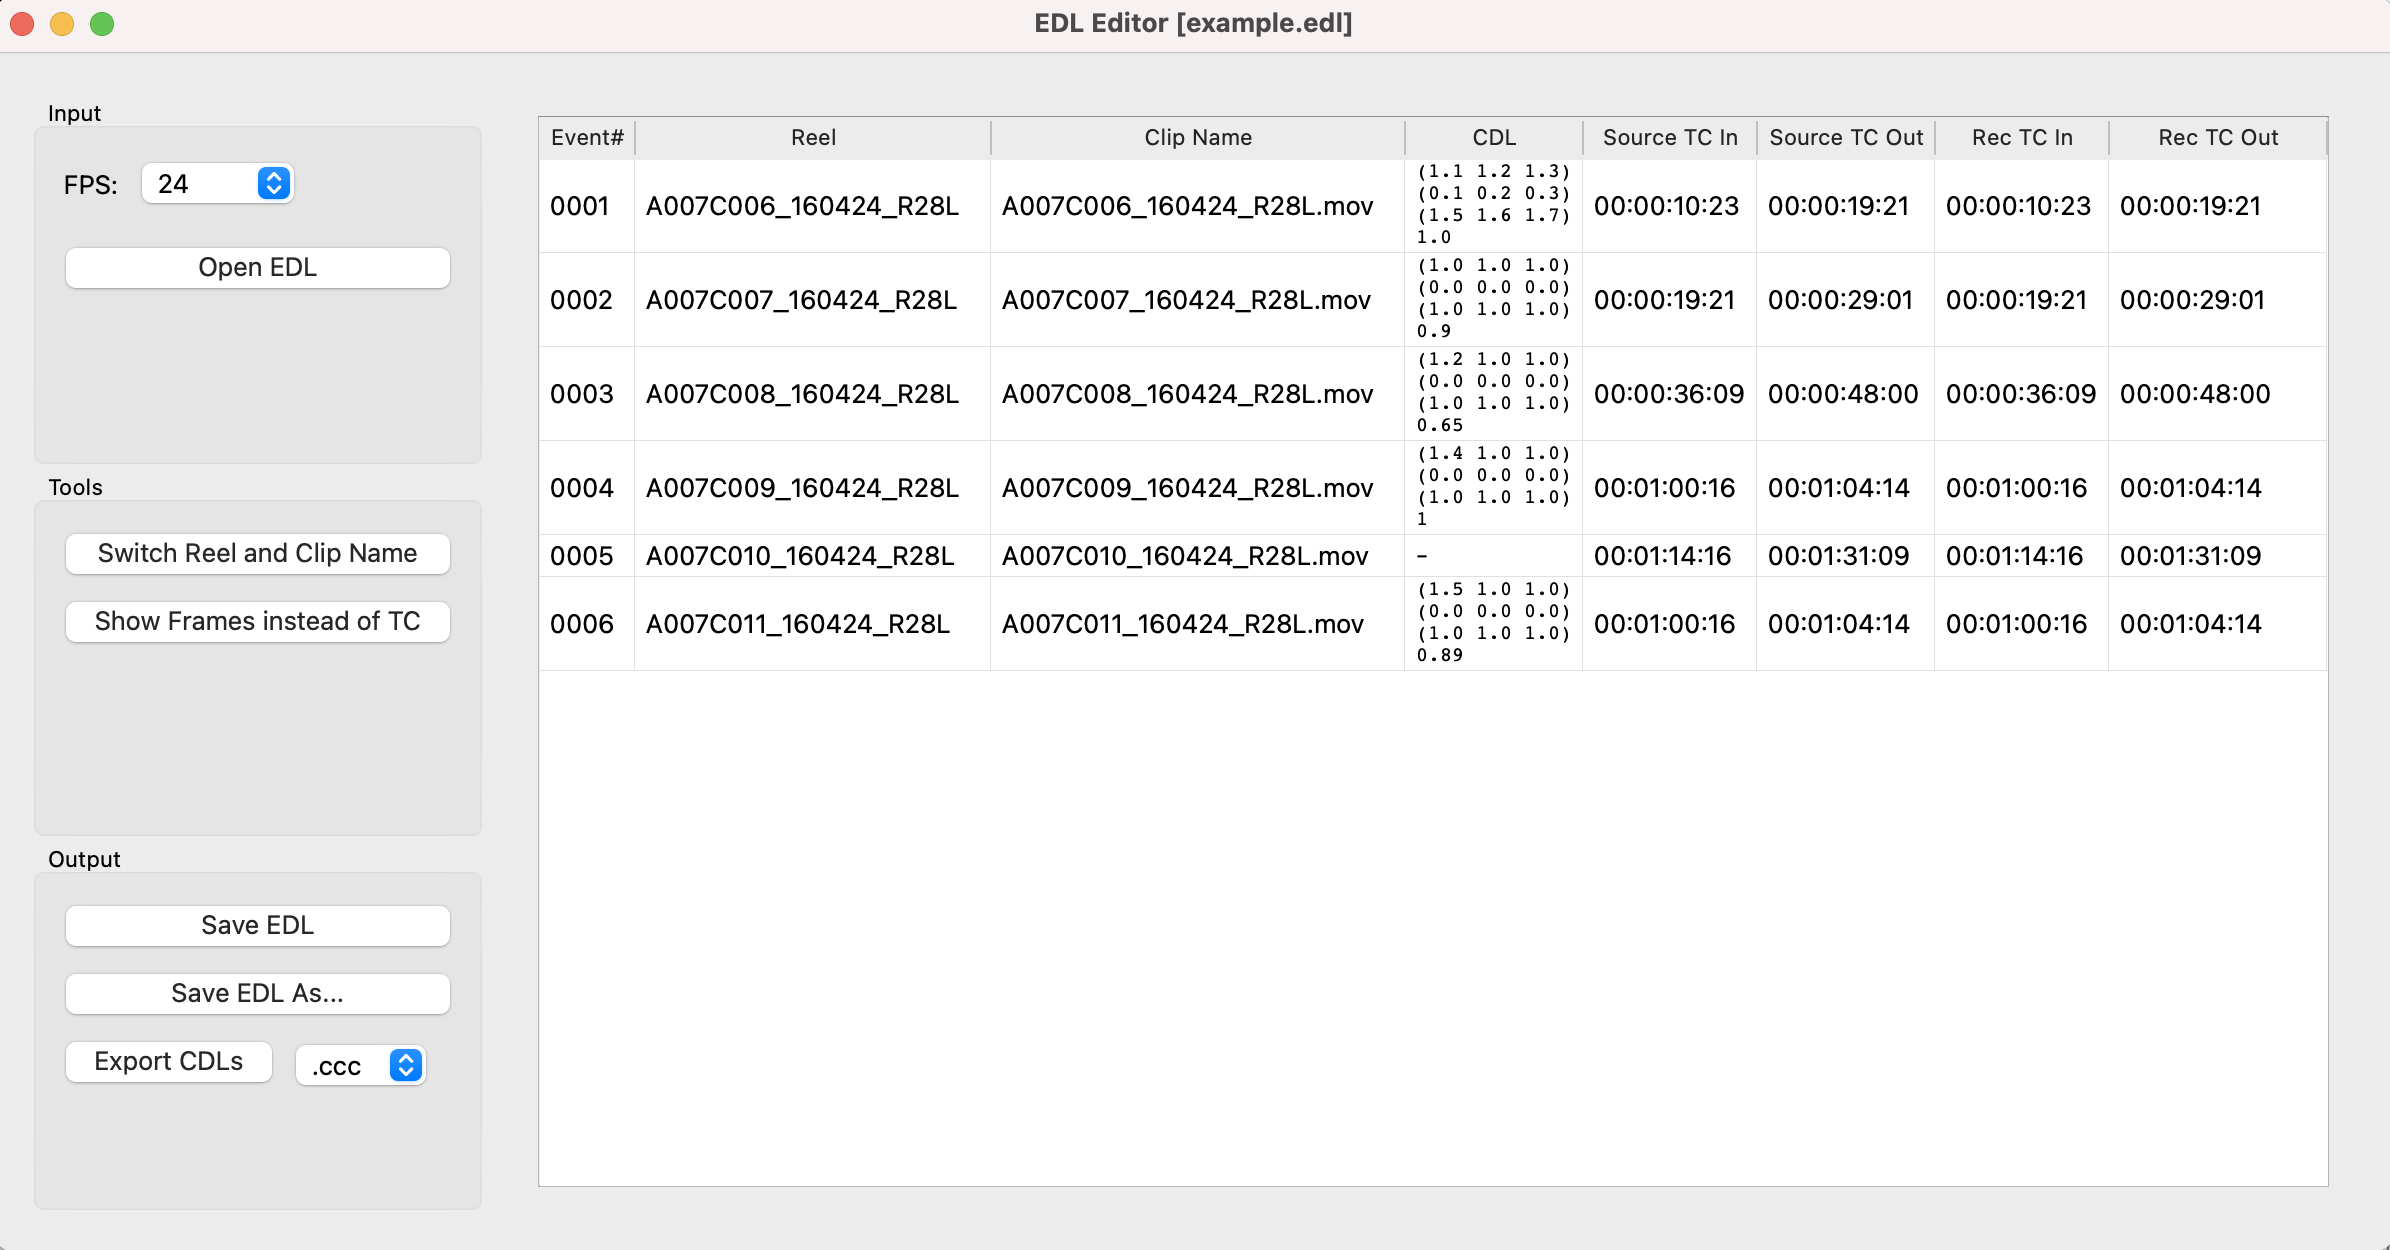 EDL Editor [example.edl]
Input
FPS: 24
Open EDL
Tools
Switch Reel and Clip Name
Show Frames instead of TC
Output
Save EDL
Save EDL As...
Export CDLs .ccc
Event# Reel Clip Name CDL Source TC In Source TC Out Rec TC In Rec TC Out
0001 A007C006_160424_R28L A007C006_160424_R28L.mov (1.1 1.2 1.3)
(0.1 0.2 0.3)
(1.5 1.6 1.7)
1.0 00:00:10:23 00:00:19:21 00:00:10:23 00:00:19:21
0002 A007C007_160424_R28L A007C007_160424_R28L.mov (1.0 1.0 1.0)
(0.0 0.0 0.0)
(1.0 1.0 1.0)
0.9 00:00:19:21 00:00:29:01 00:00:19:21 00:00:29:01
0003 A007C008_160424_R28L A007C008_160424_R28L.mov (1.2 1.0 1.0)
(0.0 0.0 0.0)
(1.0 1.0 1.0)
0.65 00:00:36:09 00:00:48:00 00:00:36:09 00:00:48:00
0004 A007C009_160424_R28L A007C009_160424_R28L.mov (1.4 1.0 1.0)
(0.0 0.0 0.0)
(1.0 1.0 1.0)
1 00:01:00:16 00:01:04:14 00:01:00:16 00:01:04:14
0005 A007C010_160424_R28L A007C010_160424_R28L.mov - 00:01:14:16 00:01:31:09 00:01:14:16 00:01:31:09
0006 A007C011_160424_R28L A007C011_160424_R28L.mov (1.5 1.0 1.0)
(0.0 0.0 0.0)
(1.0 1.0 1.0)
0.89 00:01:00:16 00:01:04:14 00:01:00:16 00:01:04:14